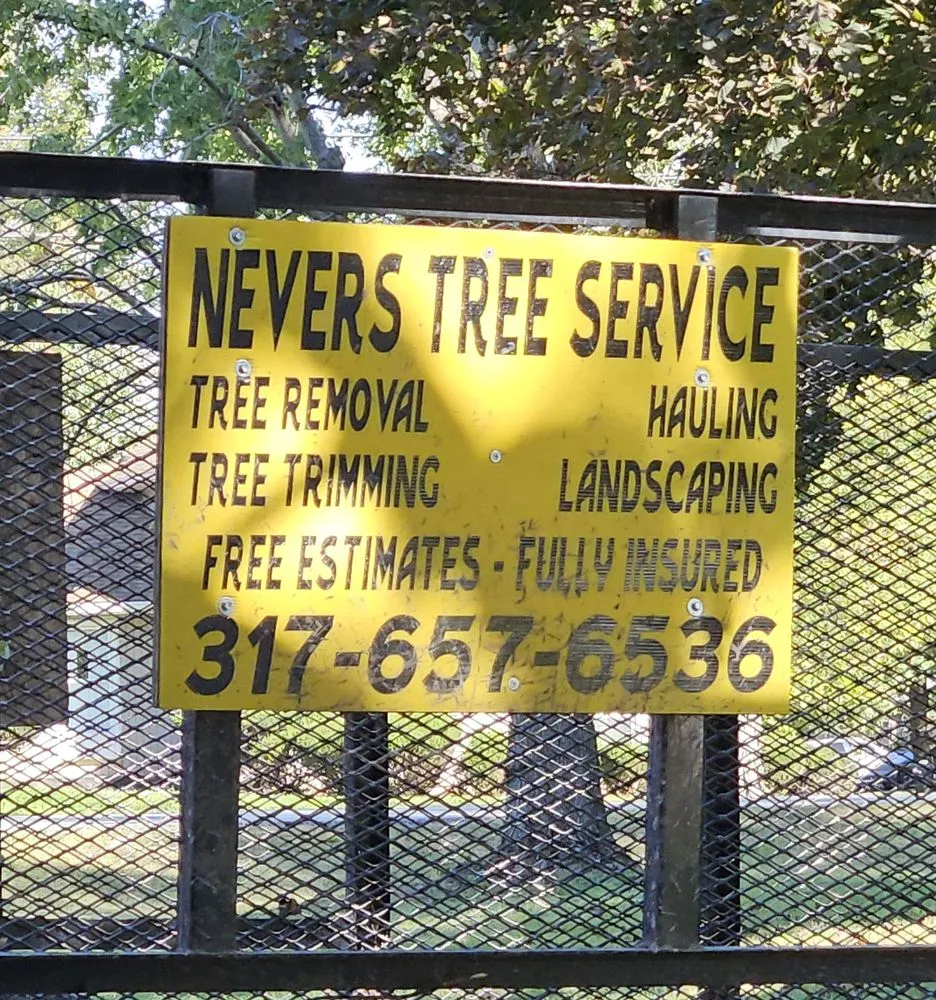 NEVERS TREE SERVICE
TREE REMOVAL HAULING
TREE TRIMMING LANDSCAPING
FREE ESTIMATES - FULLY INSURED
317-657-6536